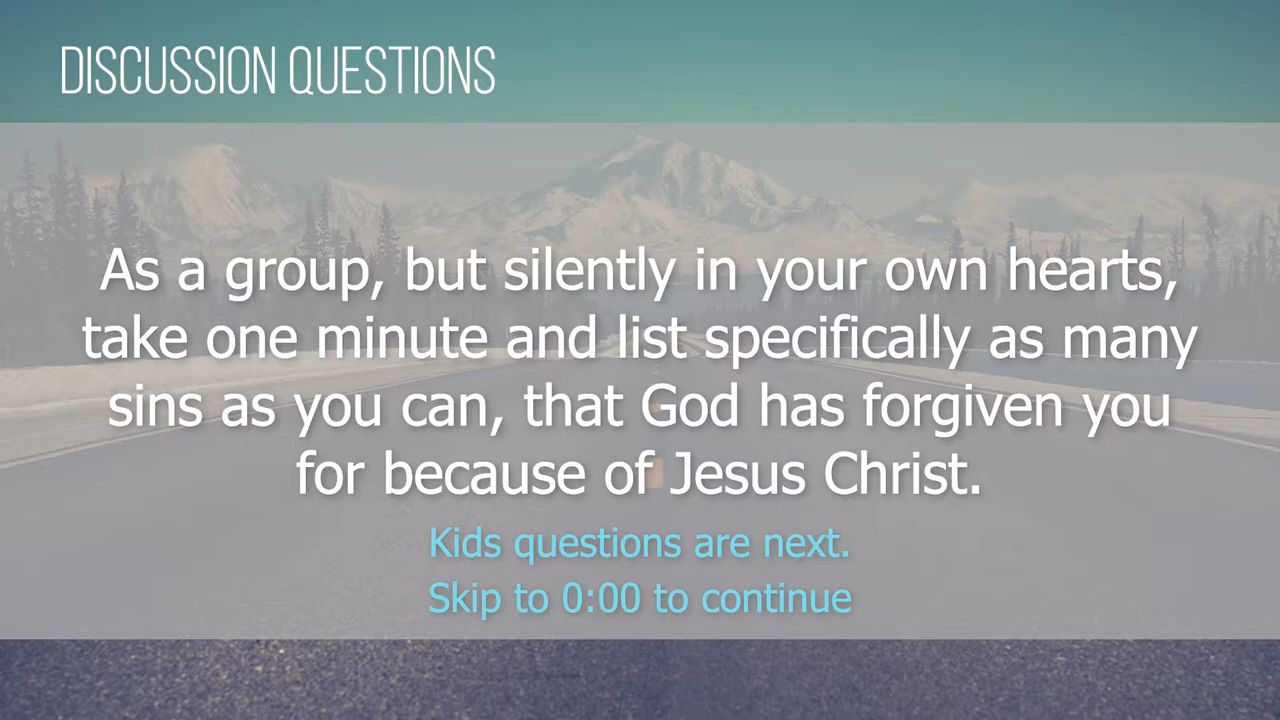 DISCUSSION QUESTIONS
As a group, but silently in your own hearts,
take one minute and list specifically as many
sins as you can, that God has forgiven you
for because of Jesus Christ.
Kids questions are next.
Skip to 0:00 to continue